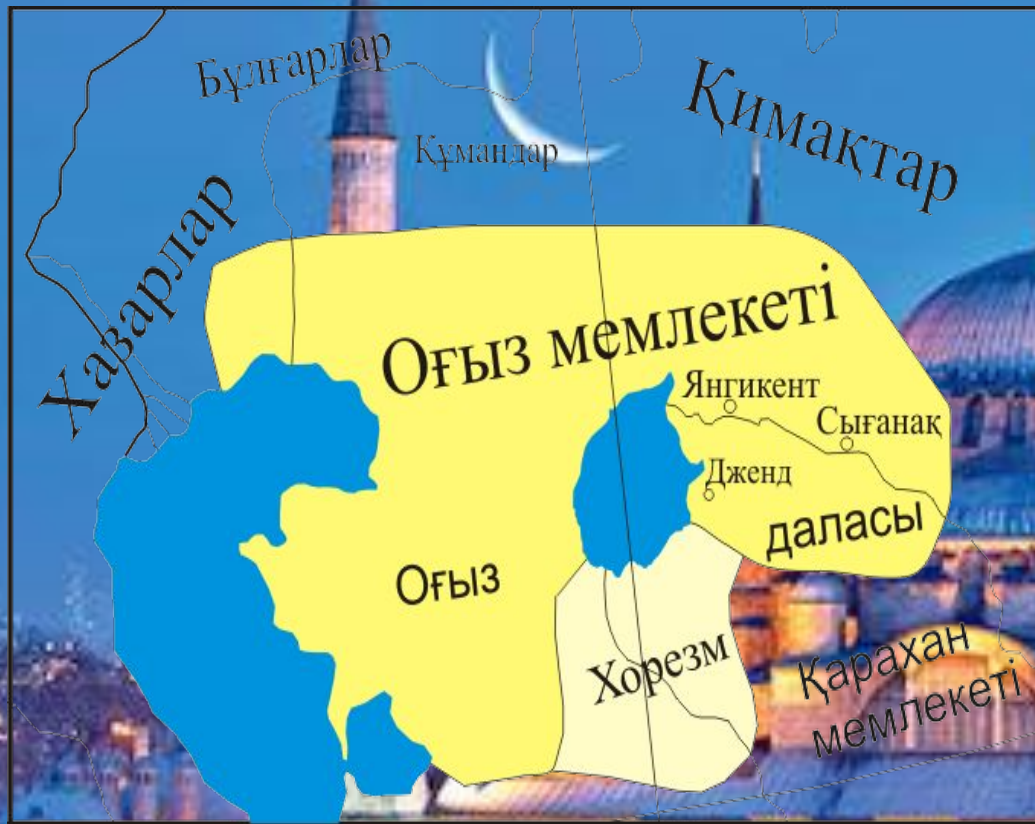 Бұлғарлар
Қимақтар
Құмандар
Хазарлар
Оғыз мемлекеті
Янгикент
Сығанақ
Дженд
даласы
Оғыз
Хорезм
Қарахан
мемлекеті